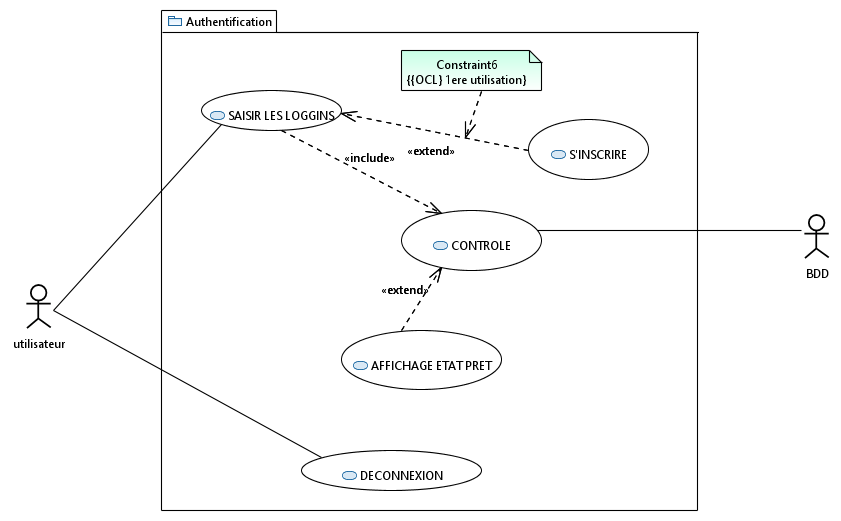 Authentification
Constraint6
{{OCL} 1ere utilisation}
SAISIR LES LOGGINS
«extend»
S'INSCRIRE
«include»
CONTROLE
BDD
«extend»
utilisateur
AFFICHAGE ETAT PRET
DECONNEXION